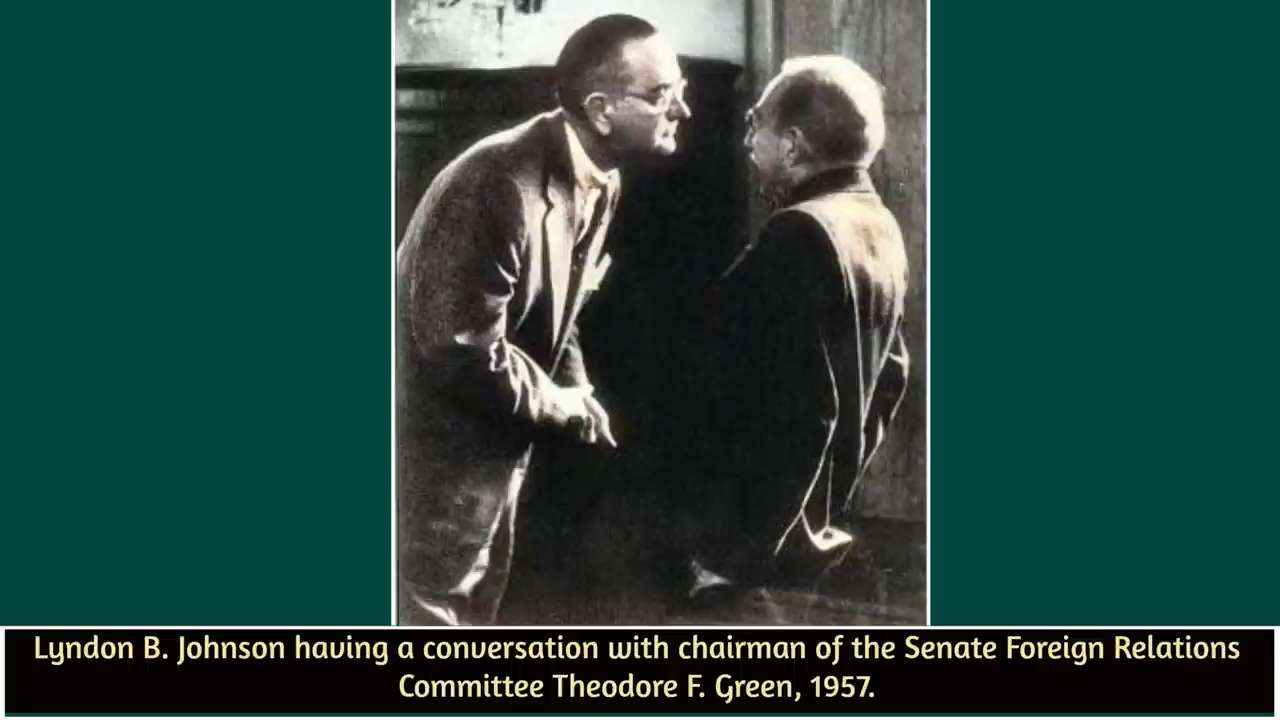 Lyndon B. Johnson having a conversation with chairman of the Senate Foreign Relations
Committee Theodore F. Green, 1957.